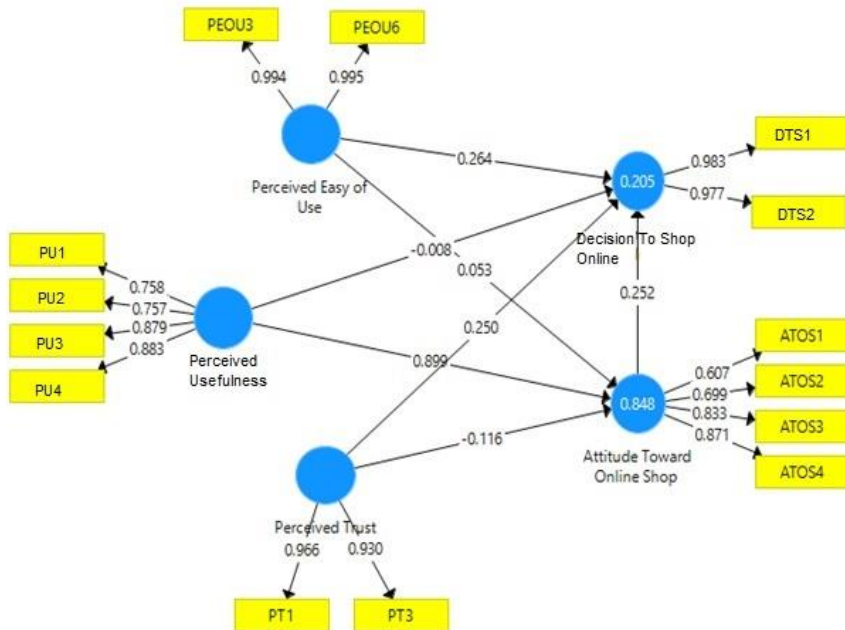 PEOU3
PEOU6
0.994
0.995
Perceived Easy of
Use
0.264
0.205
Decision To Shop
Online
0.983
0.977
DTS1
DTS2
-0.008
0.053
PU1
PU2
PU3
PU4
0.758
0.757
0.879
0.883
Perceived
Usefulness
0.250
0.252
0.899
-0.116
0.848
Attitude Toward
Online Shop
0.607
0.699
0.833
0.871
ATOS1
ATOS2
ATOS3
ATOS4
Perceived Trust
0.966
0.930
PT1
PT3